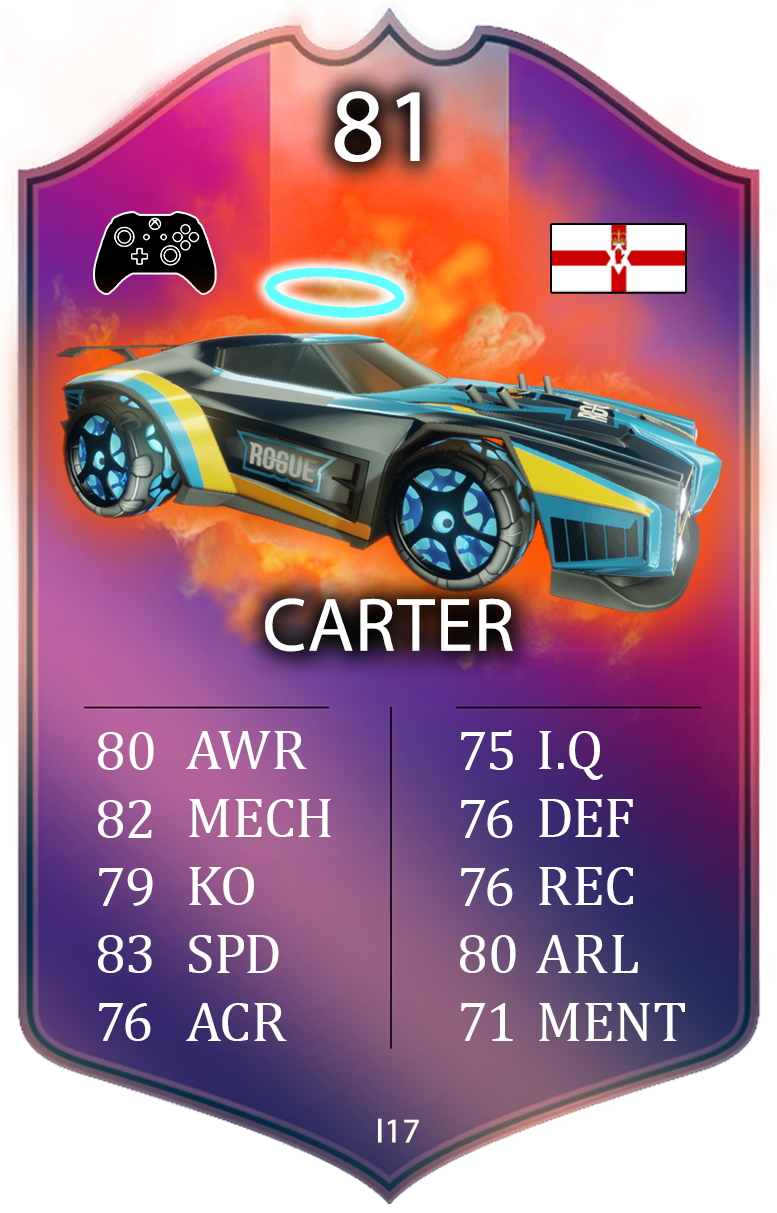 81
ROGUE
CARTER
80 AWR
82 MECH
79 KO
83 SPD
76 ACR
75 I.Q
76 DEF
76 REC
80 ARL
71 MENT
I17